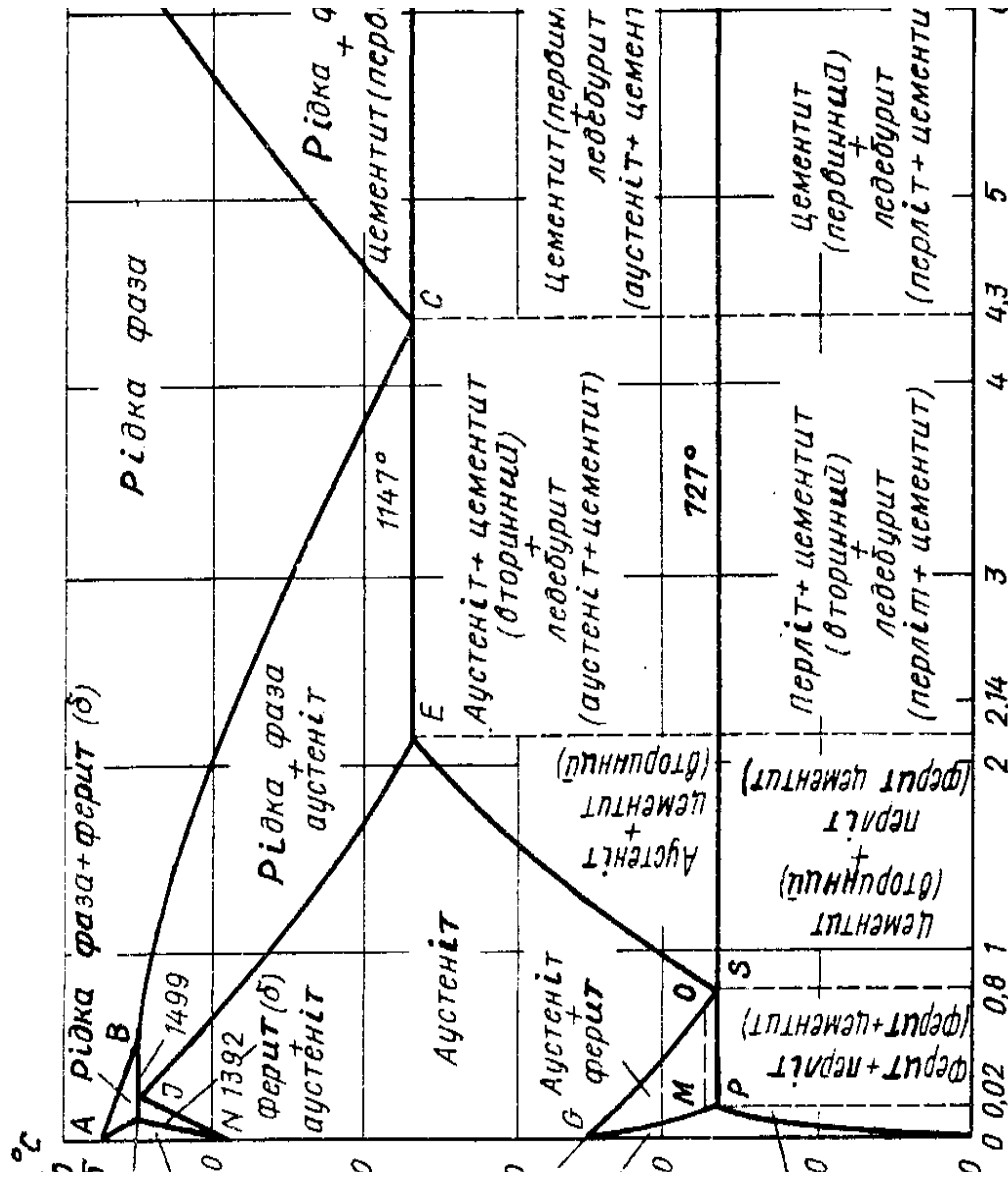 °C
A
B
Рідка фаза+ферит (δ)
1499
J
N 1392
ферит (δ)
+
аустеніт
Рідка фаза
Рідка фаза
+
аустеніт
Рідка
+
цементит (перв
1147°
E
C
Аустеніт
Аустеніт
+
ферит
G
O
M
P
S
Аустеніт
+
цементит
(вторинний)
Аустеніт + цементит
(вторинний)
+
ледебурит
(аустеніт+цементит)
Цементит (первин
+
ледебурит
(аустеніт + цемент
727°
Ферит + перліт
(ферит+цементит)
цементит
(вторинний)
+
перліт
(ферит цементит)
Перліт + цементит
(вторинний)
+
ледебурит
(перліт + цементит)
Цементит
(первинний)
+
ледебурит
(перліт + цементи
0 0,02 0,8 1 2 2,14 3 4 4,3 5